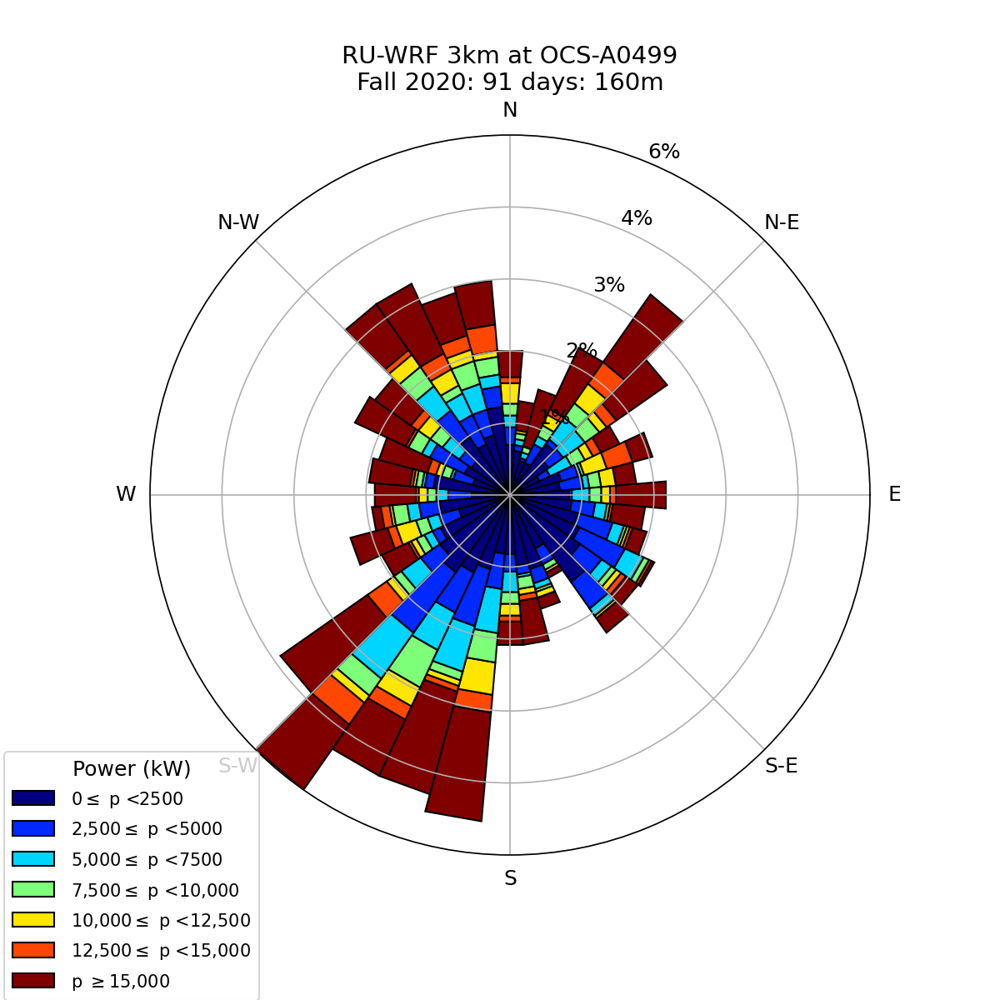 RU-WRF 3km at OCS-A0499
Fall 2020: 91 days: 160m
N
6%
N-W
4%
N-E
3%
2%
1%
W
E
S-W
S-E
S
Power (kW)
0≤ p <2500
2,500≤ p <5000
5,000≤ p <7500
7,500≤ p <10,000
10,000≤ p <12,500
12,500≤ p <15,000
p ≥15,000